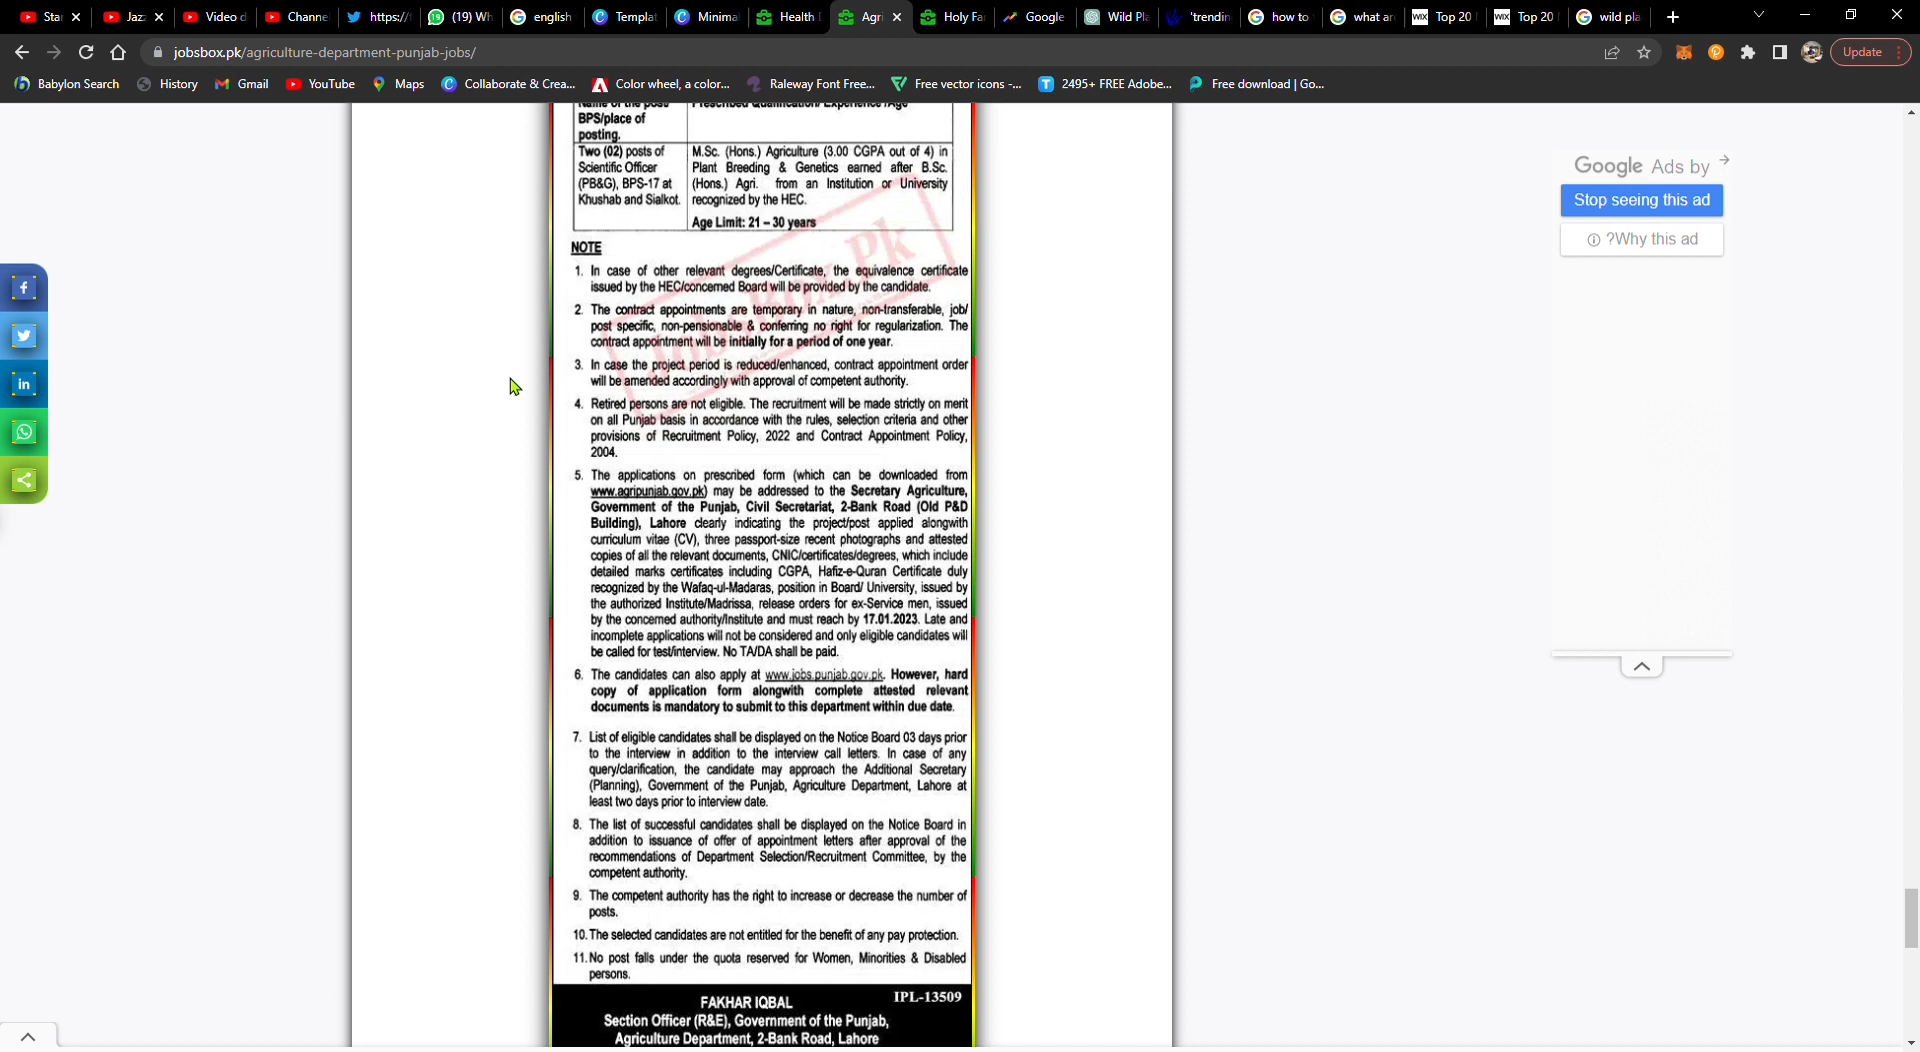 Star
Jazz
Video d
Channel
https://
(19) Wh
english
Templat
Minimal
Health
Agri
Holy Fa
Google
Wild Pla
'trendin
how to
what ar
WIX Top 20
WIX Top 20
wild pla
jobsbox.pk/agriculture-department-punjab-jobs/
Update
Babylon Search
History
Gmail
YouTube
Maps
Collaborate & Crea...
Color wheel, a color...
Raleway Font Free...
Free vector icons -...
2495+ FREE Adobe...
Free download | Go...
Name of the post/ Prescribed Qualification/ Experience /Age
BPS/place of
posting.
Two (02) posts of
Scientific Officer
(PB&G), BPS-17 at
Khushab and Sialkot.
M.Sc. (Hons.) Agriculture (3.00 CGPA out of 4) in
Plant Breeding & Genetics earned after B.Sc.
(Hons.) Agri. from an Institution or University
recognized by the HEC.
Age Limit: 21 – 30 years
NOTE
1. In case of other relevant degrees/Certificate, the equivalence certificate
issued by the HEC/concerned Board will be provided by the candidate.
2. The contract appointments are temporary in nature, non-transferable, job/
post specific, non-pensionable & conferring no right for regularization. The
contract appointment will be initially for a period of one year.
3. In case the project period is reduced/enhanced, contract appointment order
will be amended accordingly with approval of competent authority.
4. Retired persons are not eligible. The recruitment will be made strictly on merit
on all Punjab basis in accordance with the rules, selection criteria and other
provisions of Recruitment Policy, 2022 and Contract Appointment Policy,
2004.
5. The applications on prescribed form (which can be downloaded from
www.agripunjab.gov.pk) may be addressed to the Secretary Agriculture,
Government of the Punjab, Civil Secretariat, 2-Bank Road (Old P&D
Building), Lahore clearly indicating the project/post applied alongwith
curriculum vitae (CV), three passport-size recent photographs and attested
copies of all the relevant documents, CNIC/certificates/degrees, which include
detailed marks certificates including CGPA, Hafiz-e-Quran Certificate duly
recognized by the Wafaq-ul-Madaras, position in Board/ University, issued by
the authorized Institute/Madrissa, release orders for ex-Service men, issued
by the concerned authority/Institute and must reach by 17.01.2023. Late and
incomplete applications will not be considered and only eligible candidates will
be called for test/interview. No TA/DA shall be paid.
6. The candidates can also apply at www.jobs.punjab.gov.pk. However, hard
copy of application form alongwith complete attested relevant
documents is mandatory to submit to this department within due date.
7. List of eligible candidates shall be displayed on the Notice Board 03 days prior
to the interview in addition to the interview call letters. In case of any
query/clarification, the candidate may approach the Additional Secretary
(Planning), Government of the Punjab, Agriculture Department, Lahore at
least two days prior to interview date.
8. The list of successful candidates shall be displayed on the Notice Board in
addition to issuance of offer of appointment letters after approval of the
recommendations of Department Selection/Recruitment Committee, by the
competent authority.
9. The competent authority has the right to increase or decrease the number of
posts.
10. The selected candidates are not entitled for the benefit of any pay protection.
11. No post falls under the quota reserved for Women, Minorities & Disabled
persons.
JobsBox.Pk
IPL-13509
FAKHAR IQBAL
Section Officer (R&E), Government of the Punjab,
Agriculture Department, 2-Bank Road, Lahore
Google Ads by
Stop seeing this ad
?Why this ad